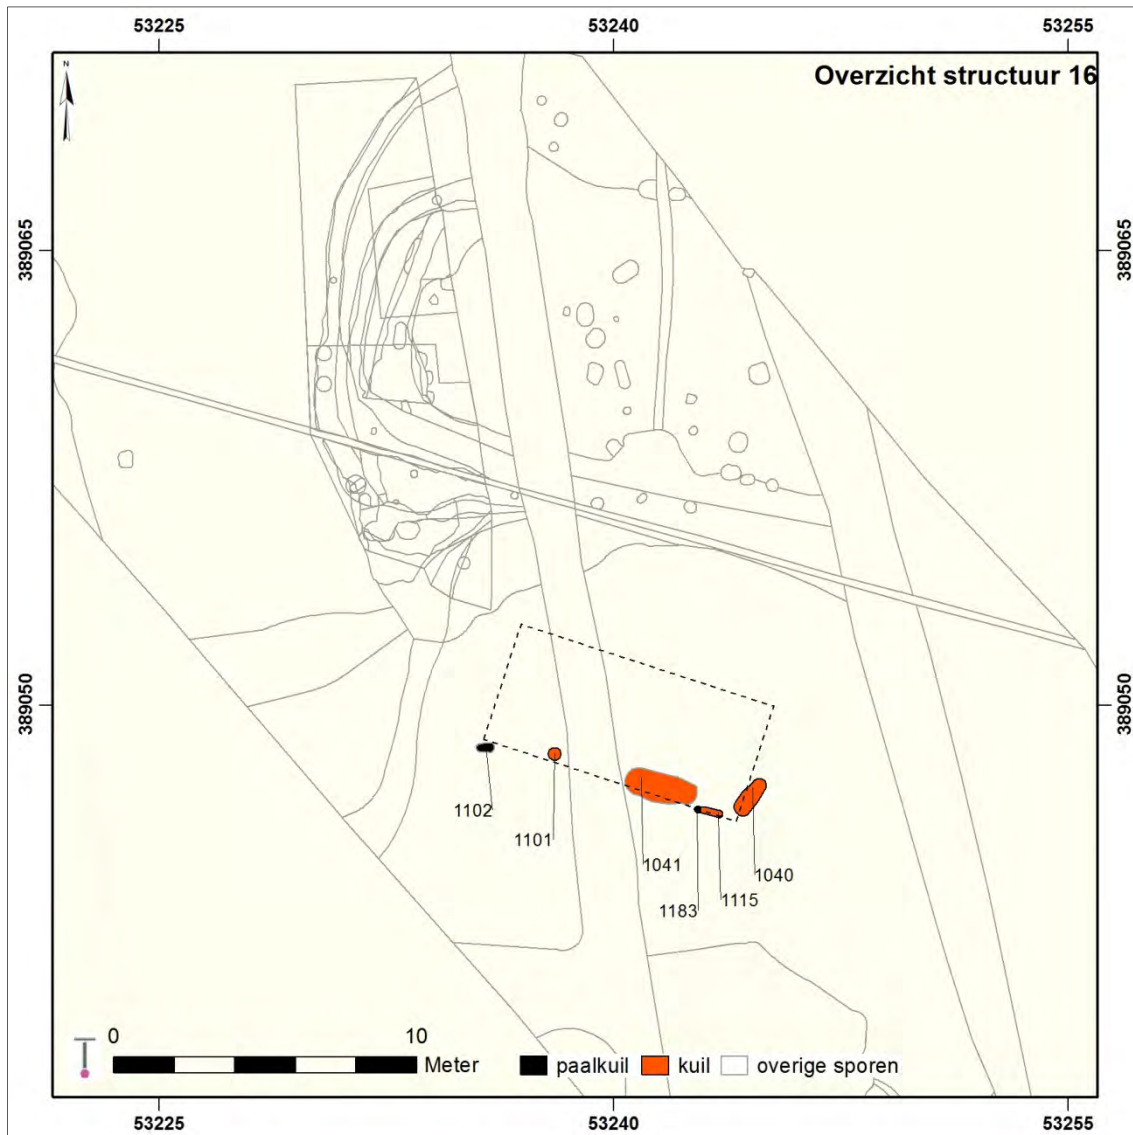 53225 53240 53255
Overzicht structuur 16
N
389065 389065
389050 389050
1102
1101
1041
1040
1115
1183
0 10
Meter
paalkuil kuil overige sporen
53225 53240 53255